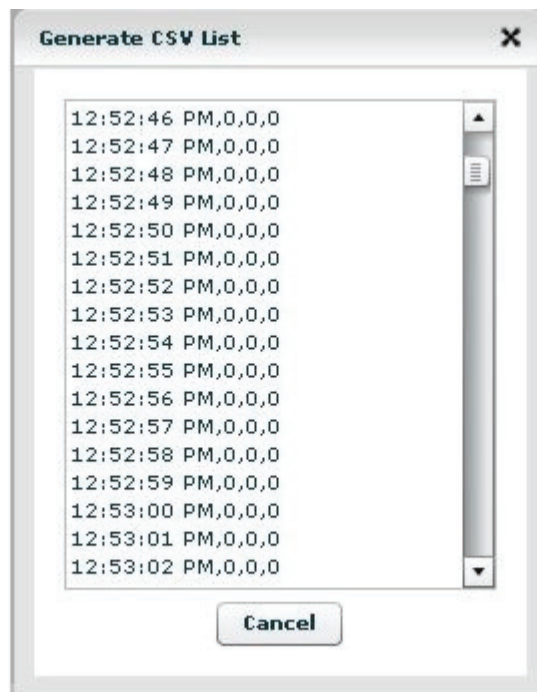 Generate CSV List
12:52:46 PM,0,0,0
12:52:47 PM,0,0,0
12:52:48 PM,0,0,0
12:52:49 PM,0,0,0
12:52:50 PM,0,0,0
12:52:51 PM,0,0,0
12:52:52 PM,0,0,0
12:52:53 PM,0,0,0
12:52:54 PM,0,0,0
12:52:55 PM,0,0,0
12:52:56 PM,0,0,0
12:52:57 PM,0,0,0
12:52:58 PM,0,0,0
12:52:59 PM,0,0,0
12:53:00 PM,0,0,0
12:53:01 PM,0,0,0
12:53:02 PM,0,0,0
Cancel